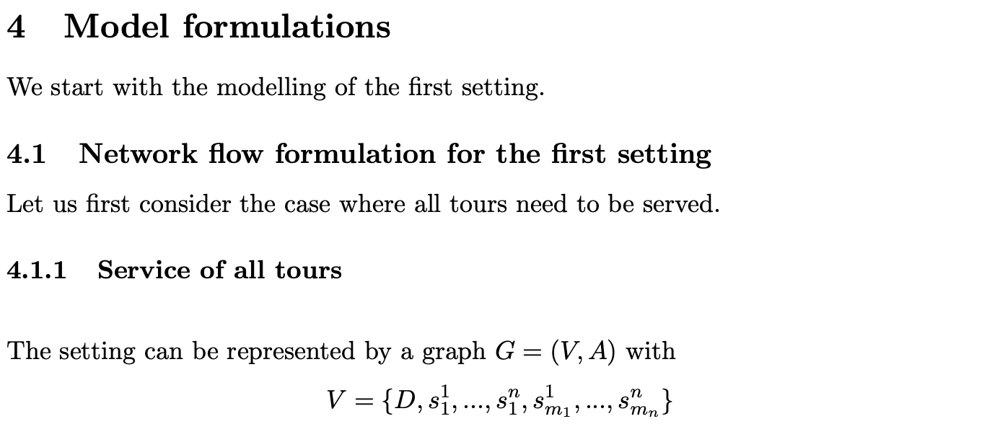 4 Model formulations
We start with the modelling of the first setting.
4.1 Network flow formulation for the first setting
Let us first consider the case where all tours need to be served.
4.1.1 Service of all tours
The setting can be represented by a graph $G = (V, A)$ with
$V = \{D, s_1^1, ..., s_1^n, s_{m_1}^1, ..., s_{m_n}^n\}$